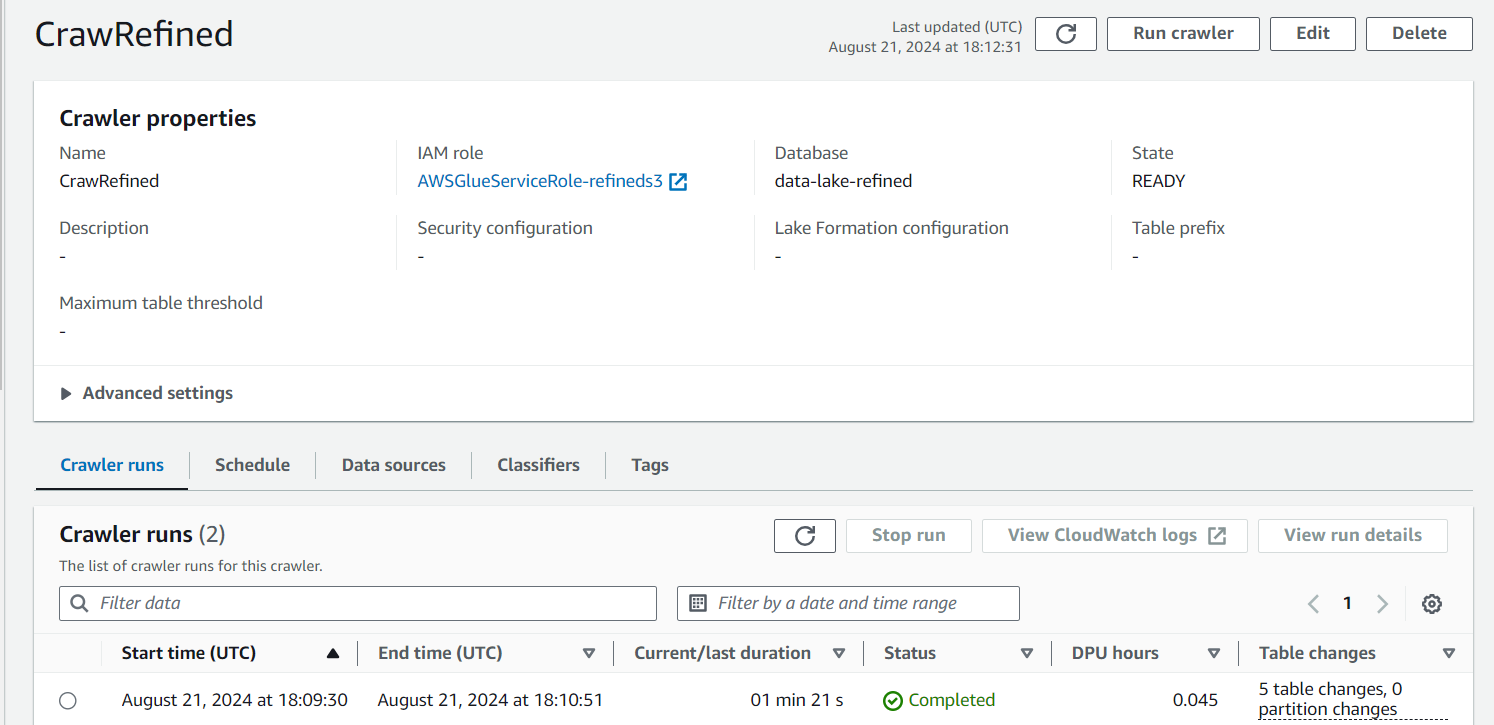 CrawRefined
Last updated (UTC)
August 21, 2024 at 18:12:31
Run crawler
Edit
Delete
Crawler properties
Name
CrawRefined
IAM role
AWSGlueServiceRole-refineds3
Database
data-lake-refined
State
READY
Description
-
Security configuration
-
Lake Formation configuration
-
Table prefix
-
Maximum table threshold
-
Advanced settings
Crawler runs
Schedule
Data sources
Classifiers
Tags
Crawler runs (2)
The list of crawler runs for this crawler.
Stop run
View CloudWatch logs
View run details
Filter data
Filter by a date and time range
1
Start time (UTC)
End time (UTC)
Current/last duration
Status
DPU hours
Table changes
August 21, 2024 at 18:09:30
August 21, 2024 at 18:10:51
01 min 21 s
Completed
0.045
5 table changes, 0
partition changes